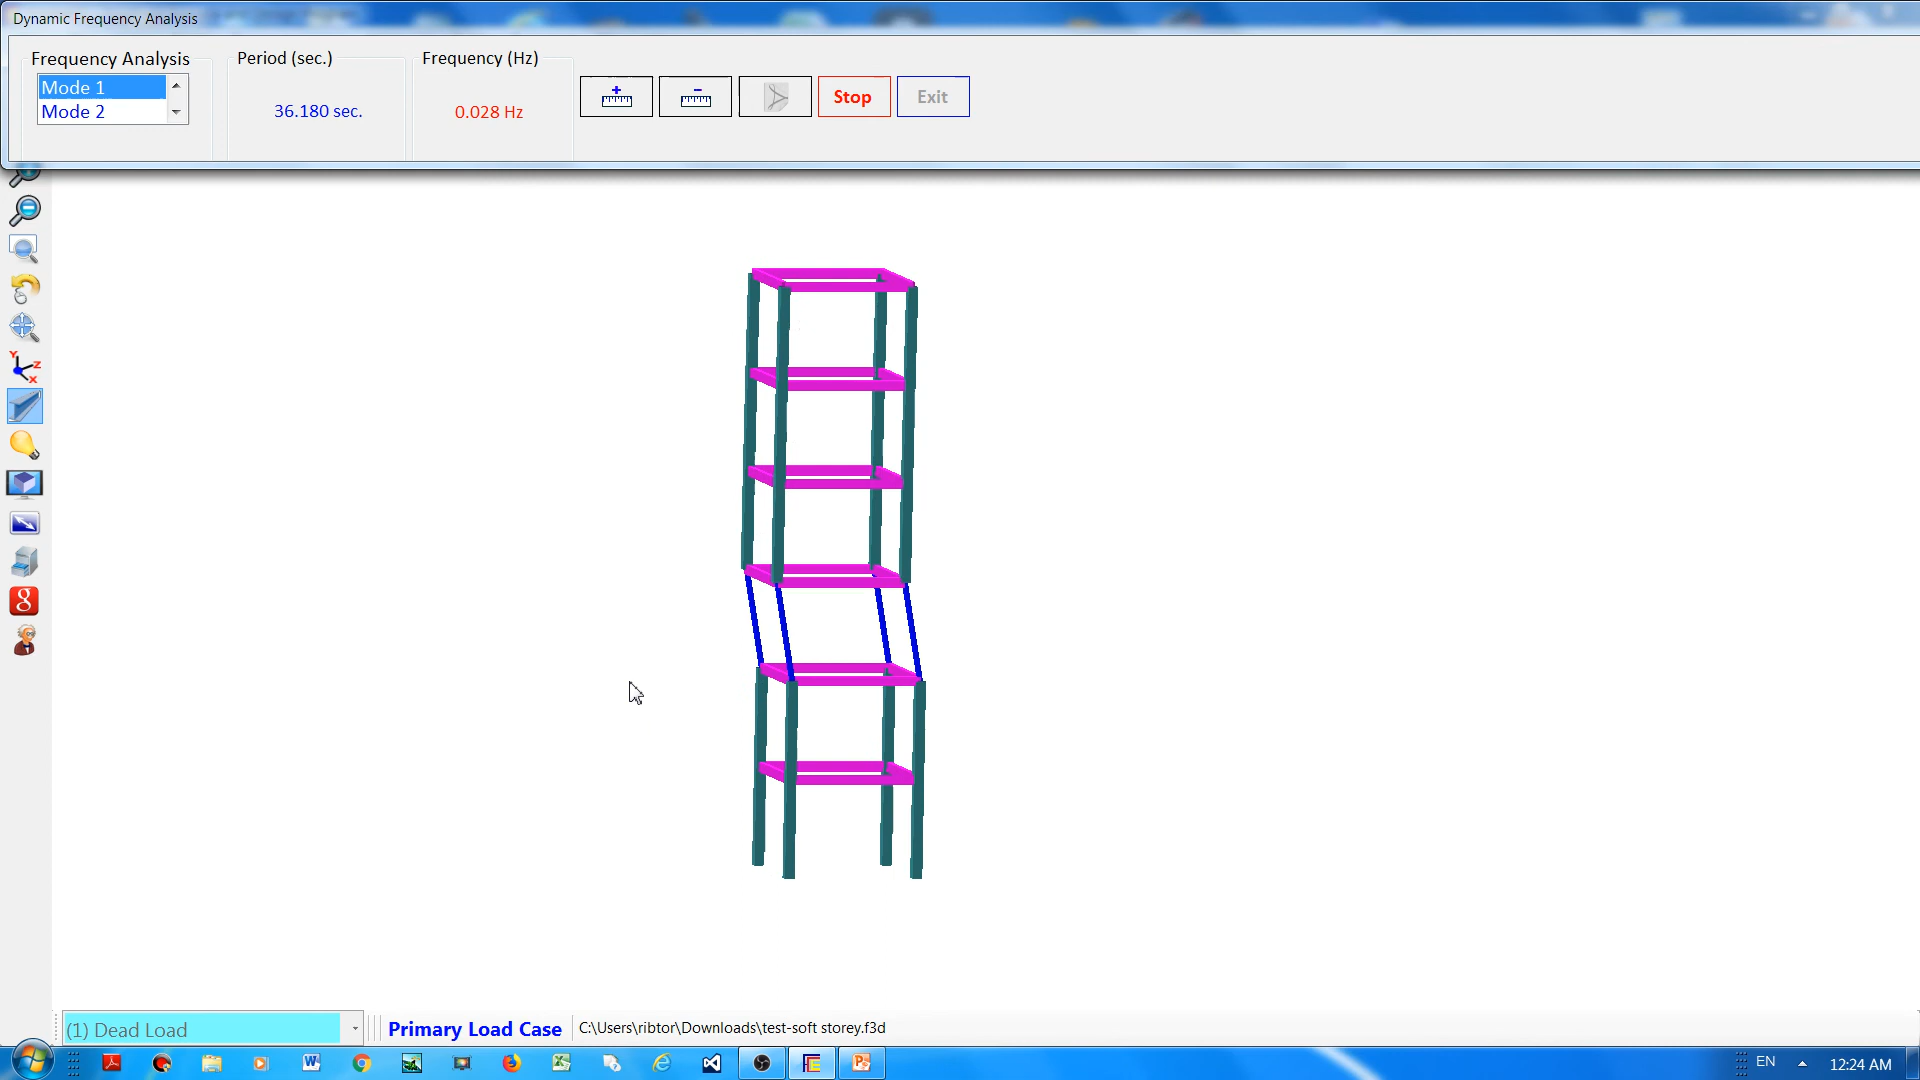 Dynamic Frequency Analysis
Frequency Analysis
Period (sec.)
Frequency (Hz)
Mode 1
Mode 2
36.180 sec.
0.028 Hz
Stop
Exit
Y
Z
X
g
(1) Dead Load
Primary Load Case
C:\Users\ribtor\Downloads\test-soft storey.f3d
EN
12:24 AM